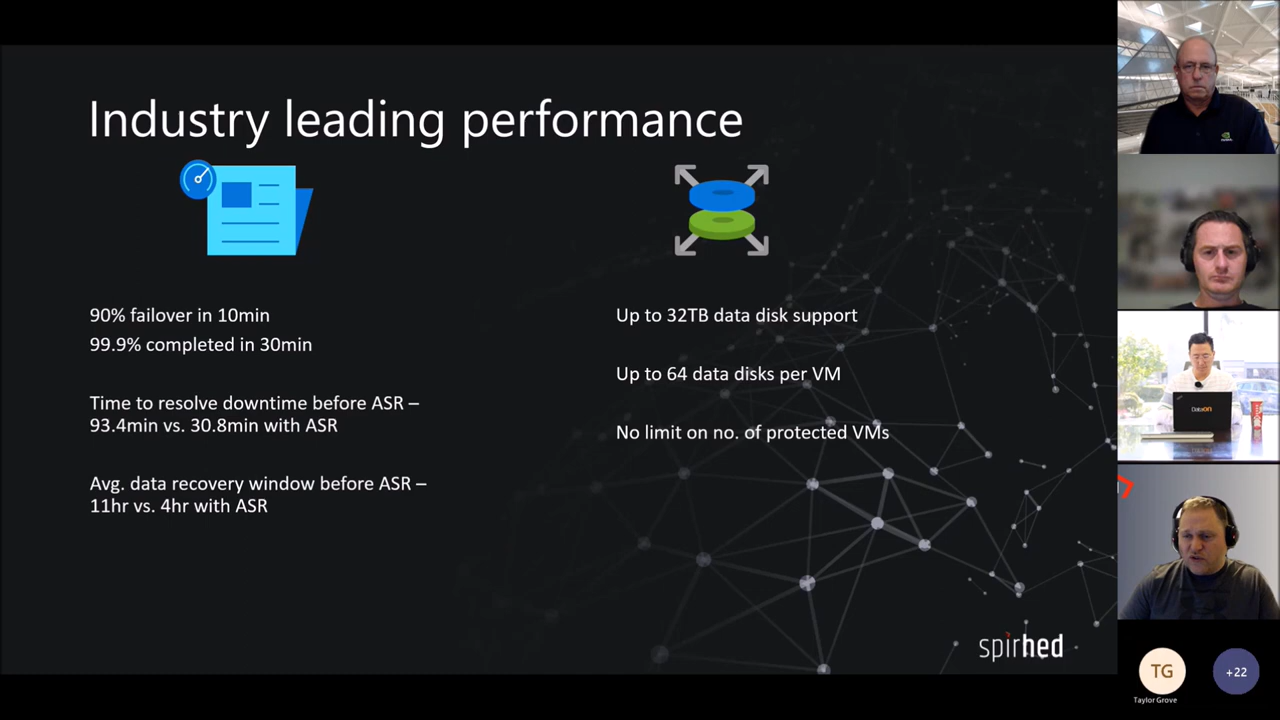 Industry leading performance
90% failover in 10min
99.9% completed in 30min
Time to resolve downtime before ASR –
93.4min vs. 30.8min with ASR
Avg. data recovery window before ASR –
11hr vs. 4hr with ASR
Up to 32TB data disk support
Up to 64 data disks per VM
No limit on no. of protected VMs
spirhed
DataON
TG
Taylor Grove
+22